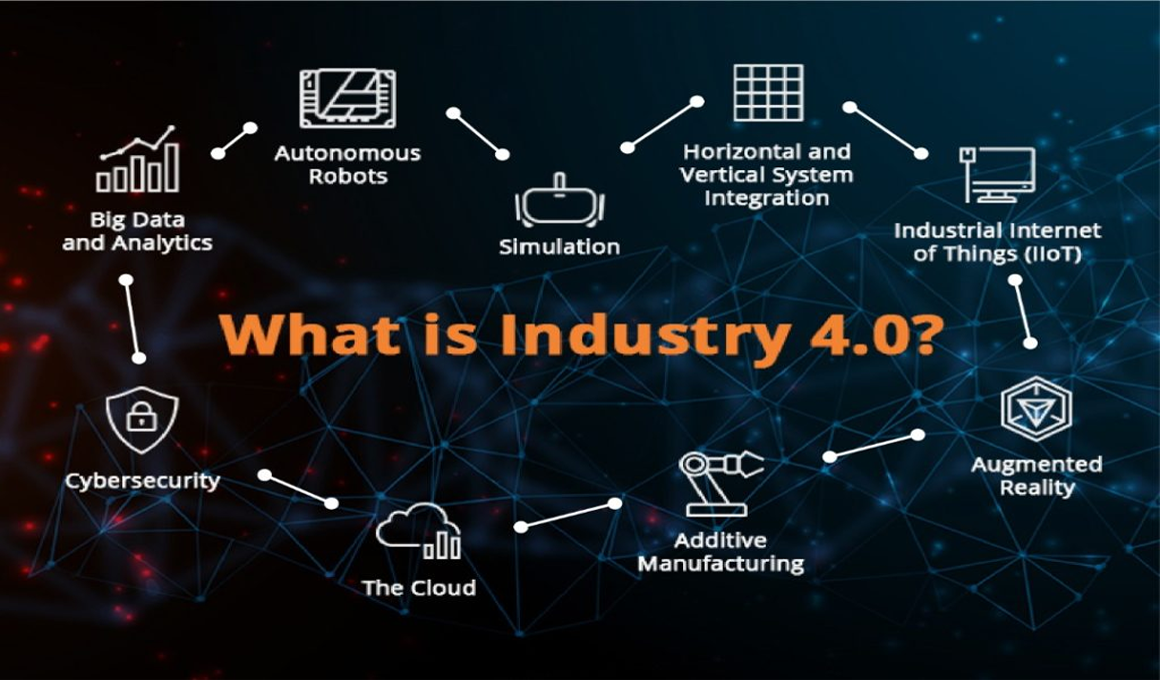 Autonomous
Robots
Horizontal and
Vertical System
Integration
Big Data
and Analytics
Simulation
Industrial Internet
of Things (IIoT)
What is Industry 4.0?
Cybersecurity
Augmented
Reality
The Cloud
Additive
Manufacturing